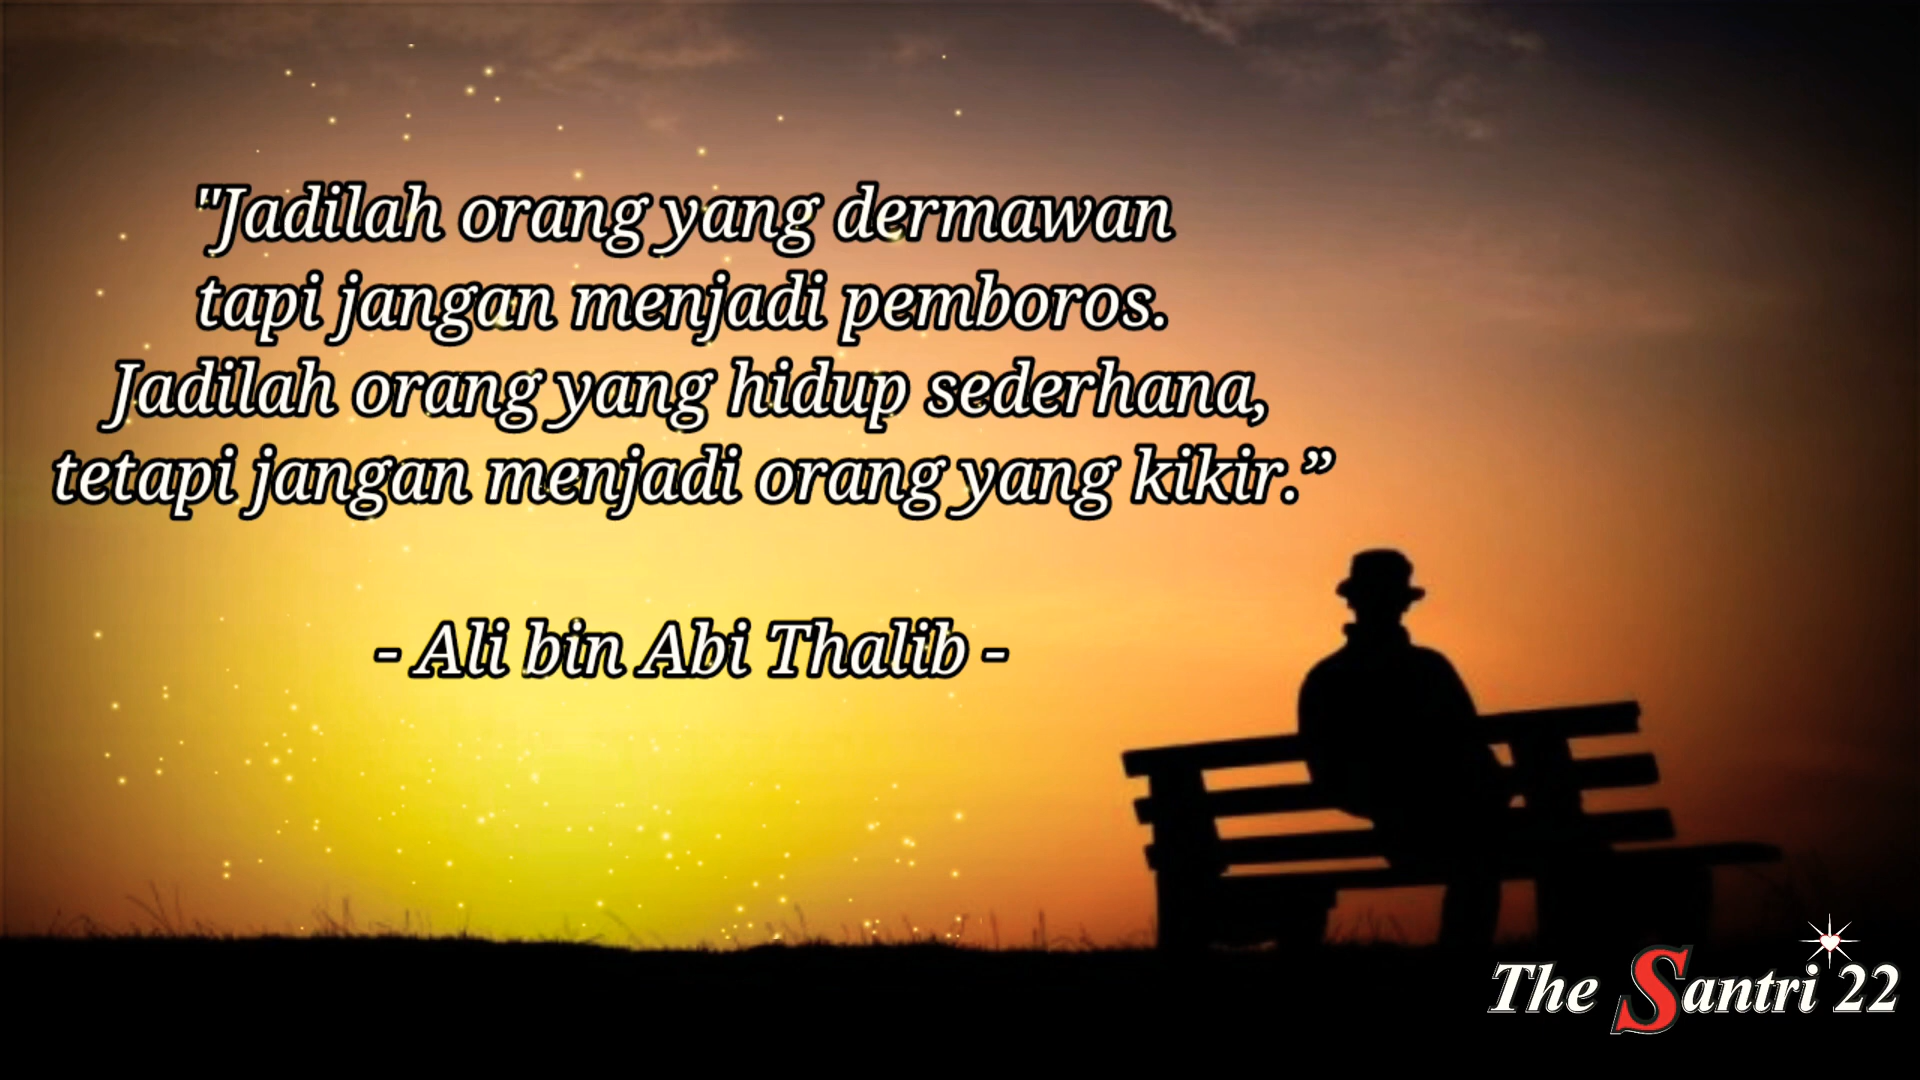 "Jadilah orang yang dermawan
tapi jangan menjadi pemboros.
Jadilah orang yang hidup sederhana,
tetapi jangan menjadi orang yang kikir.”
- Ali bin Abi Thalib -
The Santri 22